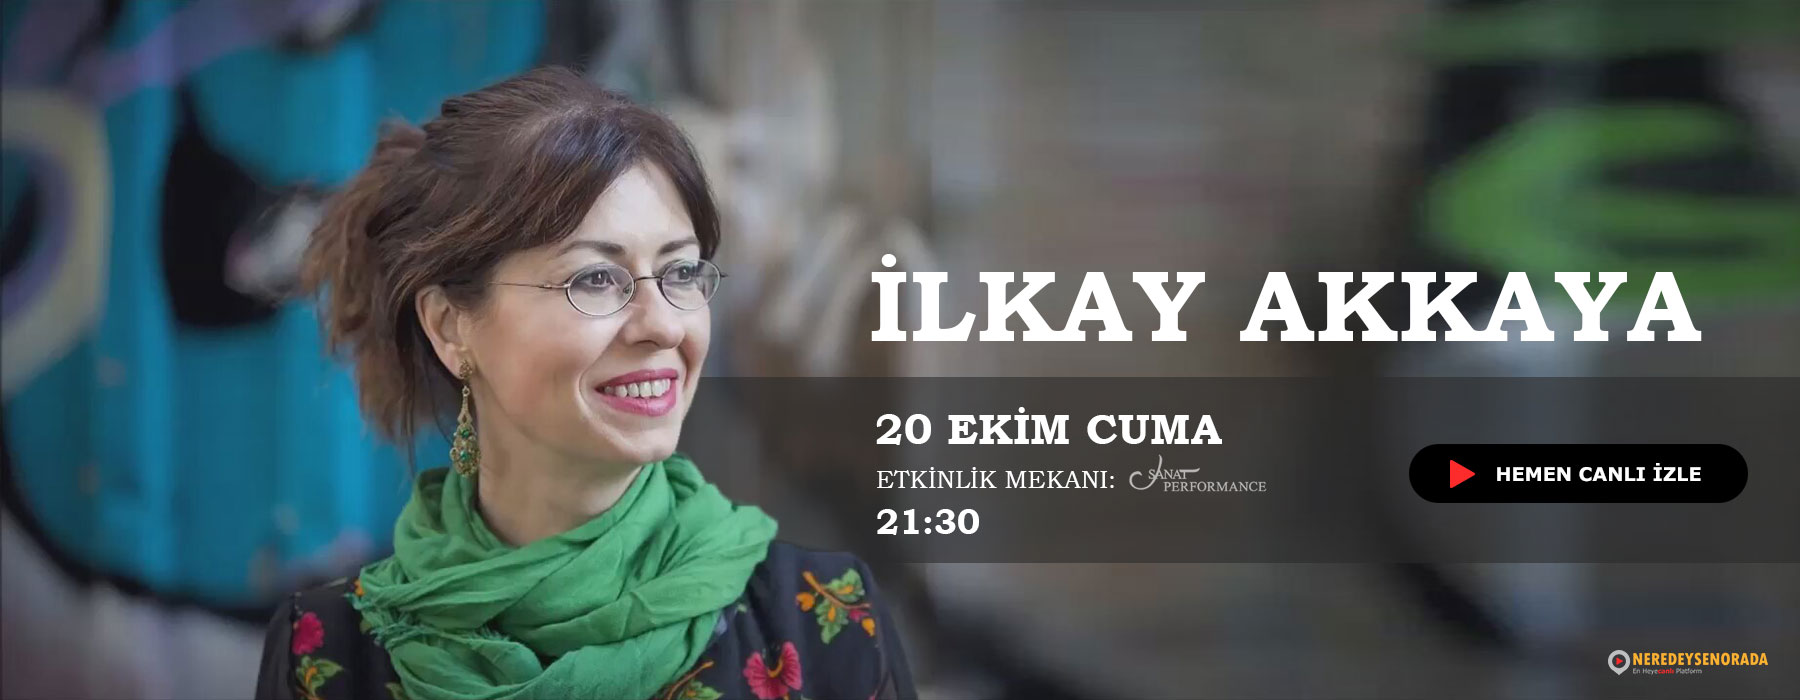 İLKAY AKKAYA
20 EKİM CUMA
ETKİNLİK MEKANI: SANAT PERFORMANCE
21:30
HEMEN CANLI İZLE
NEREDEYSENORADA
En Heyecanlı Platform